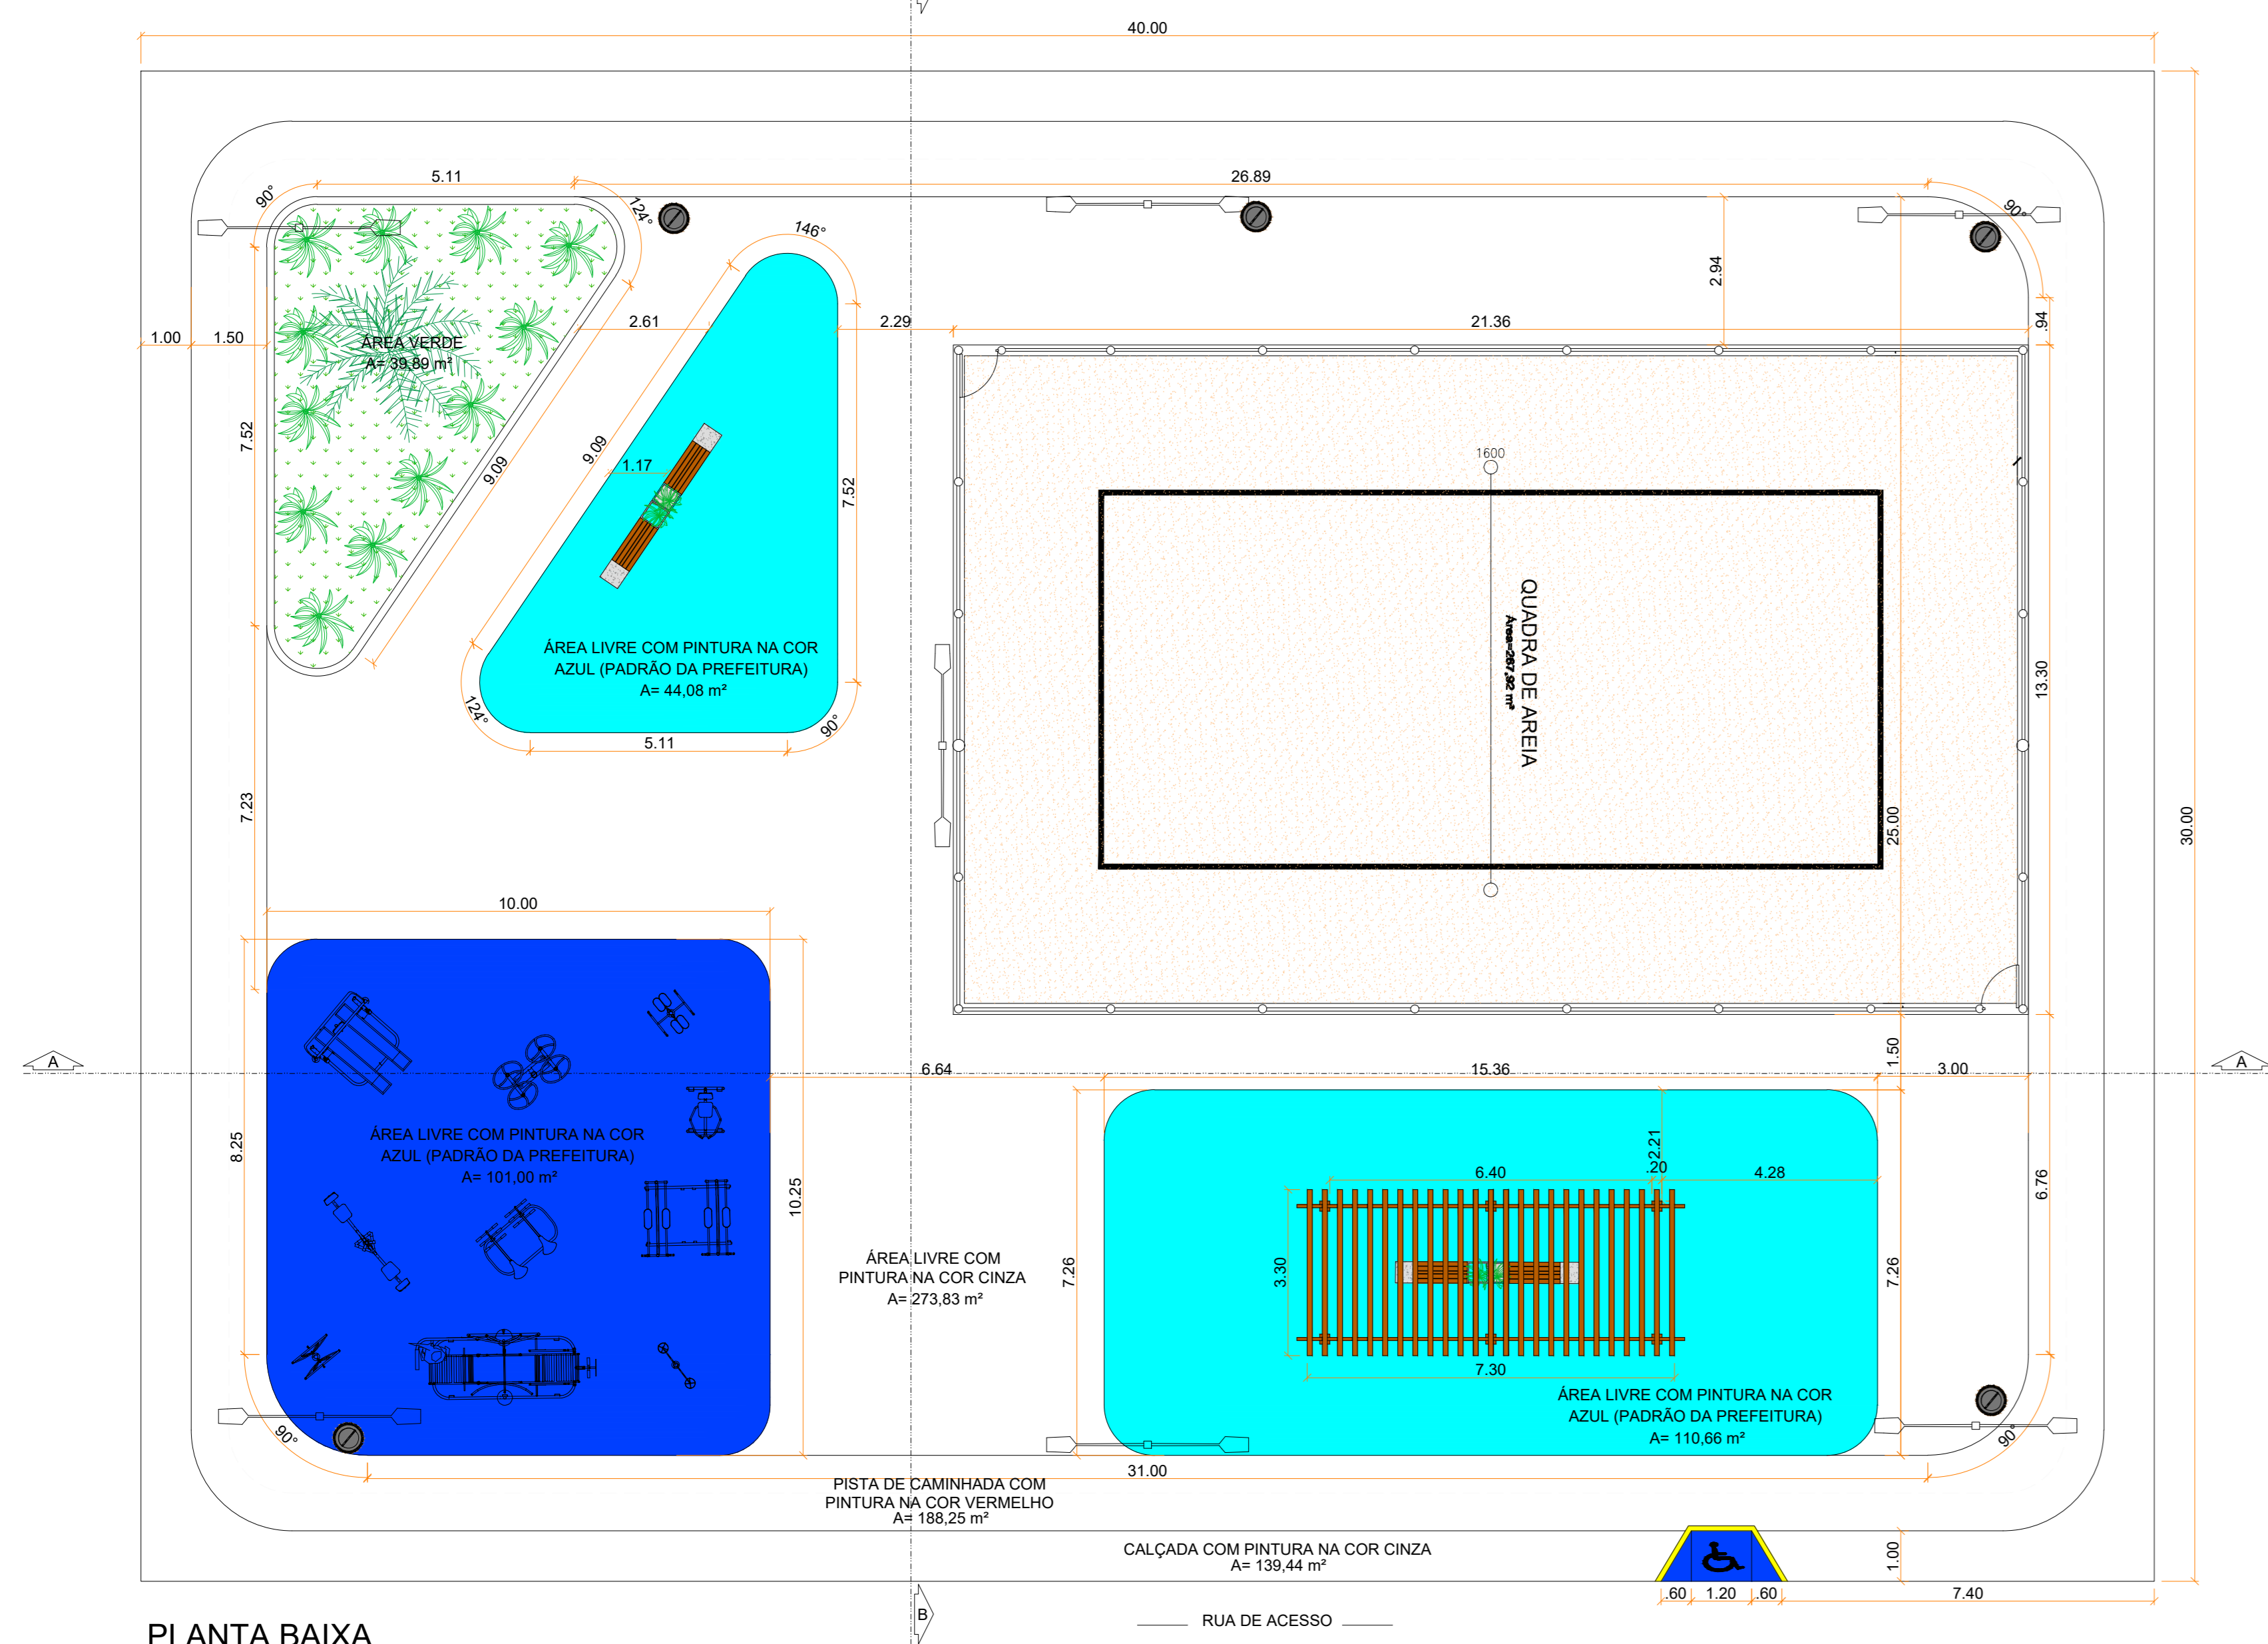 40.00
5.11
26.89
90°
124°
90°
146°
2.94
.94
2.61
2.29
21.36
1.00
1.50
ÁREA VERDE
A= 39,89 m²
7.52
9.09
9.09
1.17
7.52
1600
QUADRA DE AREIA
Área=287,92 m²
13.30
25.00
30.00
ÁREA LIVRE COM PINTURA NA COR
AZUL (PADRÃO DA PREFEITURA)
A= 44,08 m²
124°
90°
5.11
7.23
10.00
A
6.64
15.36
1.50
3.00
A
8.25
ÁREA LIVRE COM PINTURA NA COR
AZUL (PADRÃO DA PREFEITURA)
A= 101,00 m²
10.25
2.21
6.40
.20
4.28
6.76
ÁREA LIVRE COM
PINTURA NA COR CINZA
A= 273,83 m²
7.26
3.30
7.26
7.30
ÁREA LIVRE COM PINTURA NA COR
AZUL (PADRÃO DA PREFEITURA)
A= 110,66 m²
90°
90°
31.00
PISTA DE CAMINHADA COM
PINTURA NA COR VERMELHO
A= 188,25 m²
CALÇADA COM PINTURA NA COR CINZA
A= 139,44 m²
1.00
.60
1.20
.60
7.40
B
RUA DE ACESSO
PLANTA BAIXA